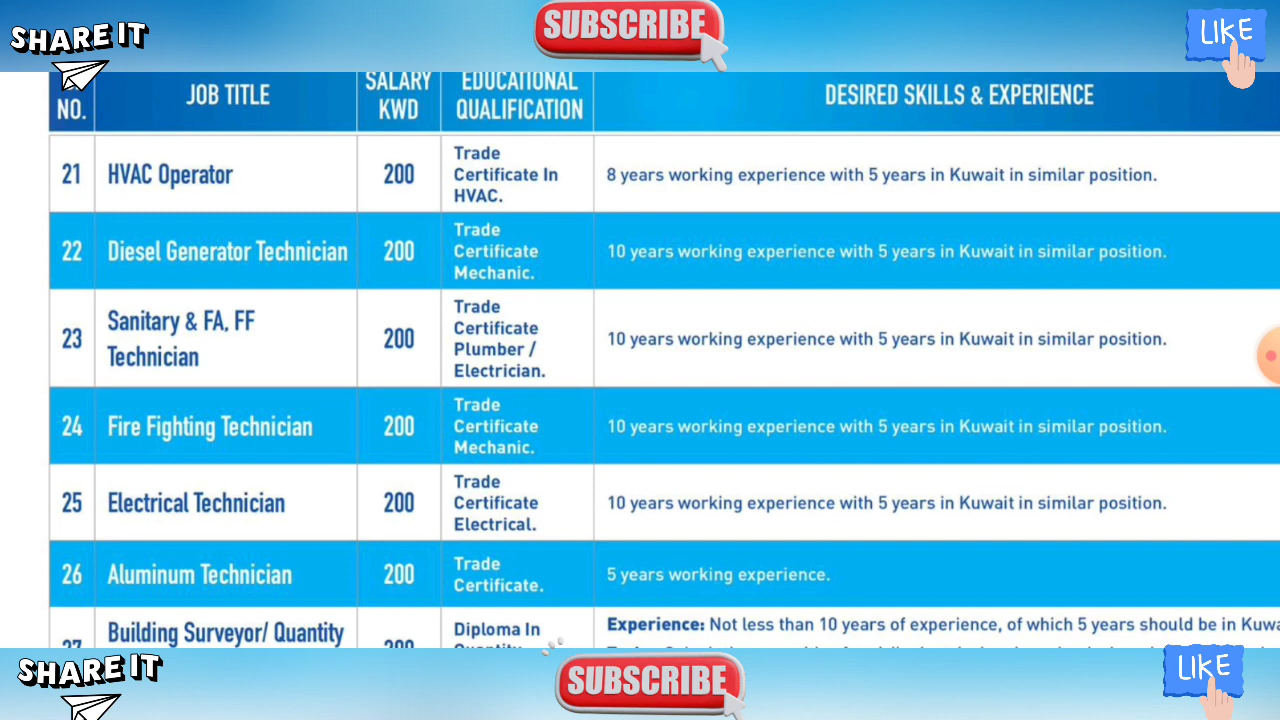 SHARE IT
SUBSCRIBE
LIKE
NO.
JOB TITLE
SALARY
KWD
EDUCATIONAL
QUALIFICATION
DESIRED SKILLS & EXPERIENCE
21
HVAC Operator
200
Trade
Certificate In
HVAC.
8 years working experience with 5 years in Kuwait in similar position.
22
Diesel Generator Technician
200
Trade
Certificate
Mechanic.
10 years working experience with 5 years in Kuwait in similar position.
23
Sanitary & FA, FF
Technician
200
Trade
Certificate
Plumber /
Electrician.
10 years working experience with 5 years in Kuwait in similar position.
24
Fire Fighting Technician
200
Trade
Certificate
Mechanic.
10 years working experience with 5 years in Kuwait in similar position.
25
Electrical Technician
200
Trade
Certificate
Electrical.
10 years working experience with 5 years in Kuwait in similar position.
26
Aluminum Technician
200
Trade
Certificate.
5 years working experience.
Building Surveyor/ Quantity
Diploma In
Experience: Not less than 10 years of experience, of which 5 years should be in
SHARE IT
SUBSCRIBE
LIKE